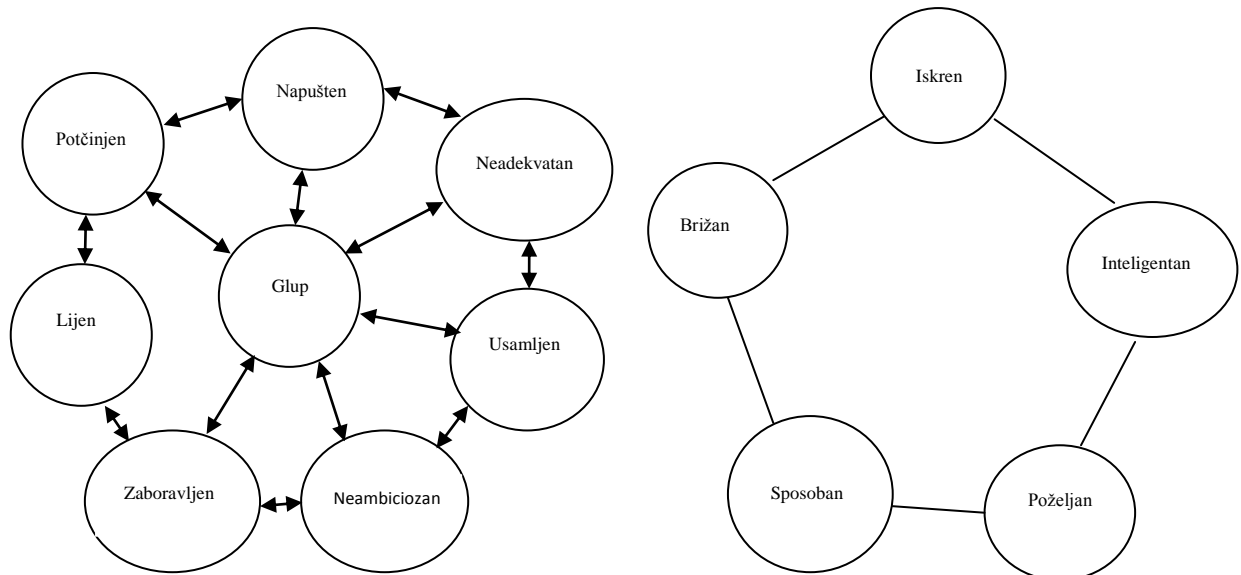 Napušten
Potčinjen
Neadekvatan
Glup
Lijen
Usamljen
Zaboravljen
Neambiciozan
Iskren
Brižan
Inteligentan
Sposoban
Poželjan